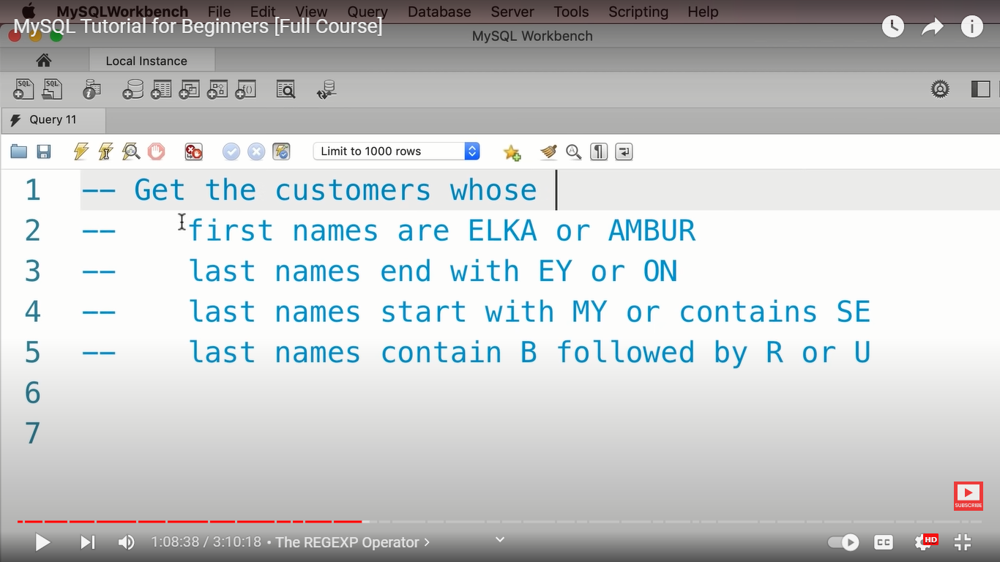 MySQLWorkbench File Edit View Query Database Server Tools Scripting Help
MySQL Tutorial for Beginners [Full Course]
MySQL Workbench
Local Instance
SQL SQL
f()
Query 11
Limit to 1000 rows
1 -- Get the customers whose
2 -- first names are ELKA or AMBUR
3 -- last names end with EY or ON
4 -- last names start with MY or contains SE
5 -- last names contain B followed by R or U
6
7
SUBSCRIBE
1:08:38 / 3:10:18 • The REGEXP Operator >
CC HD